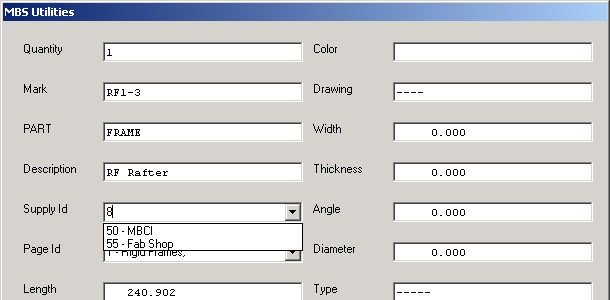 MBS Utilities
Quantity 1 Color
Mark RF1-3 Drawing ----
PART FRAME Width 0.000
Description RF Rafter Thickness 0.000
Supply Id 8 Angle 0.000
50 - MBCI
55 - Fab Shop
Page Id 1 - Rigid Frames, Diameter 0.000
Length 240.902 Type -----